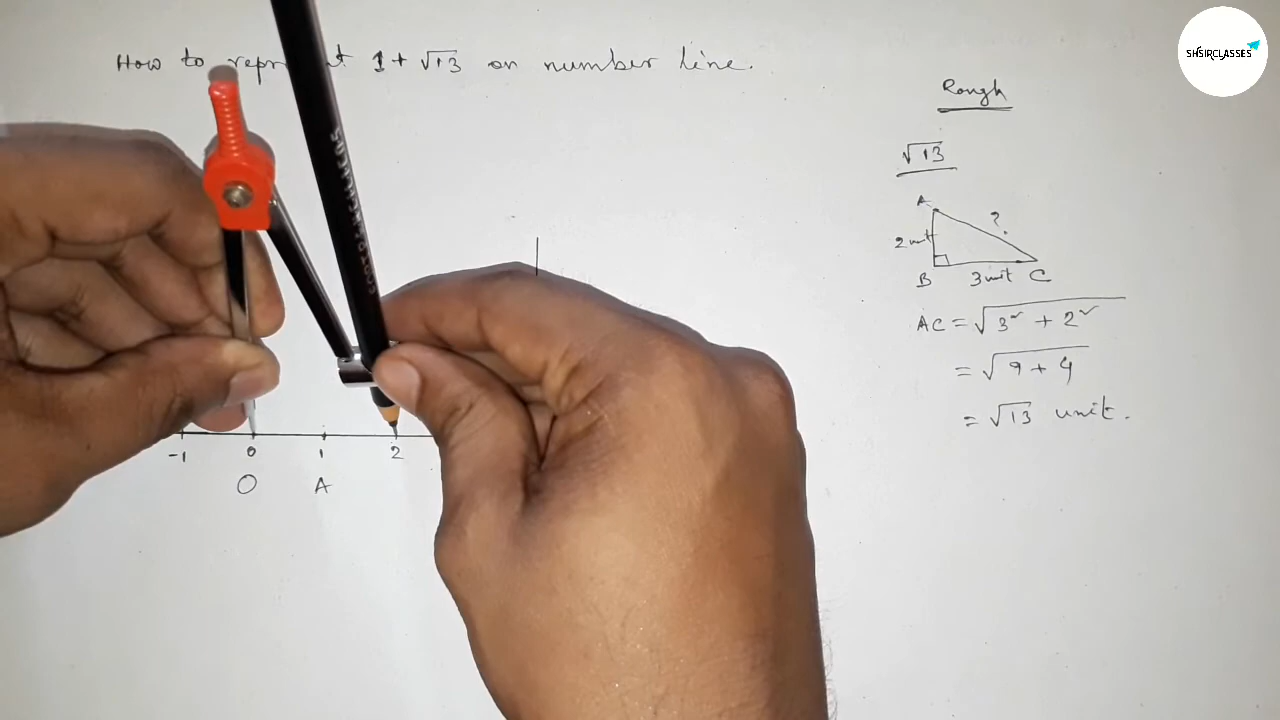 How to 1 + √13 on number line.
SHSIRCLASSES
Rough
√13
A
2 unit
?
B 3 unit C
AC = √3² + 2²
= √9 + 4
= √13 unit.
-1 0 1 2
O A